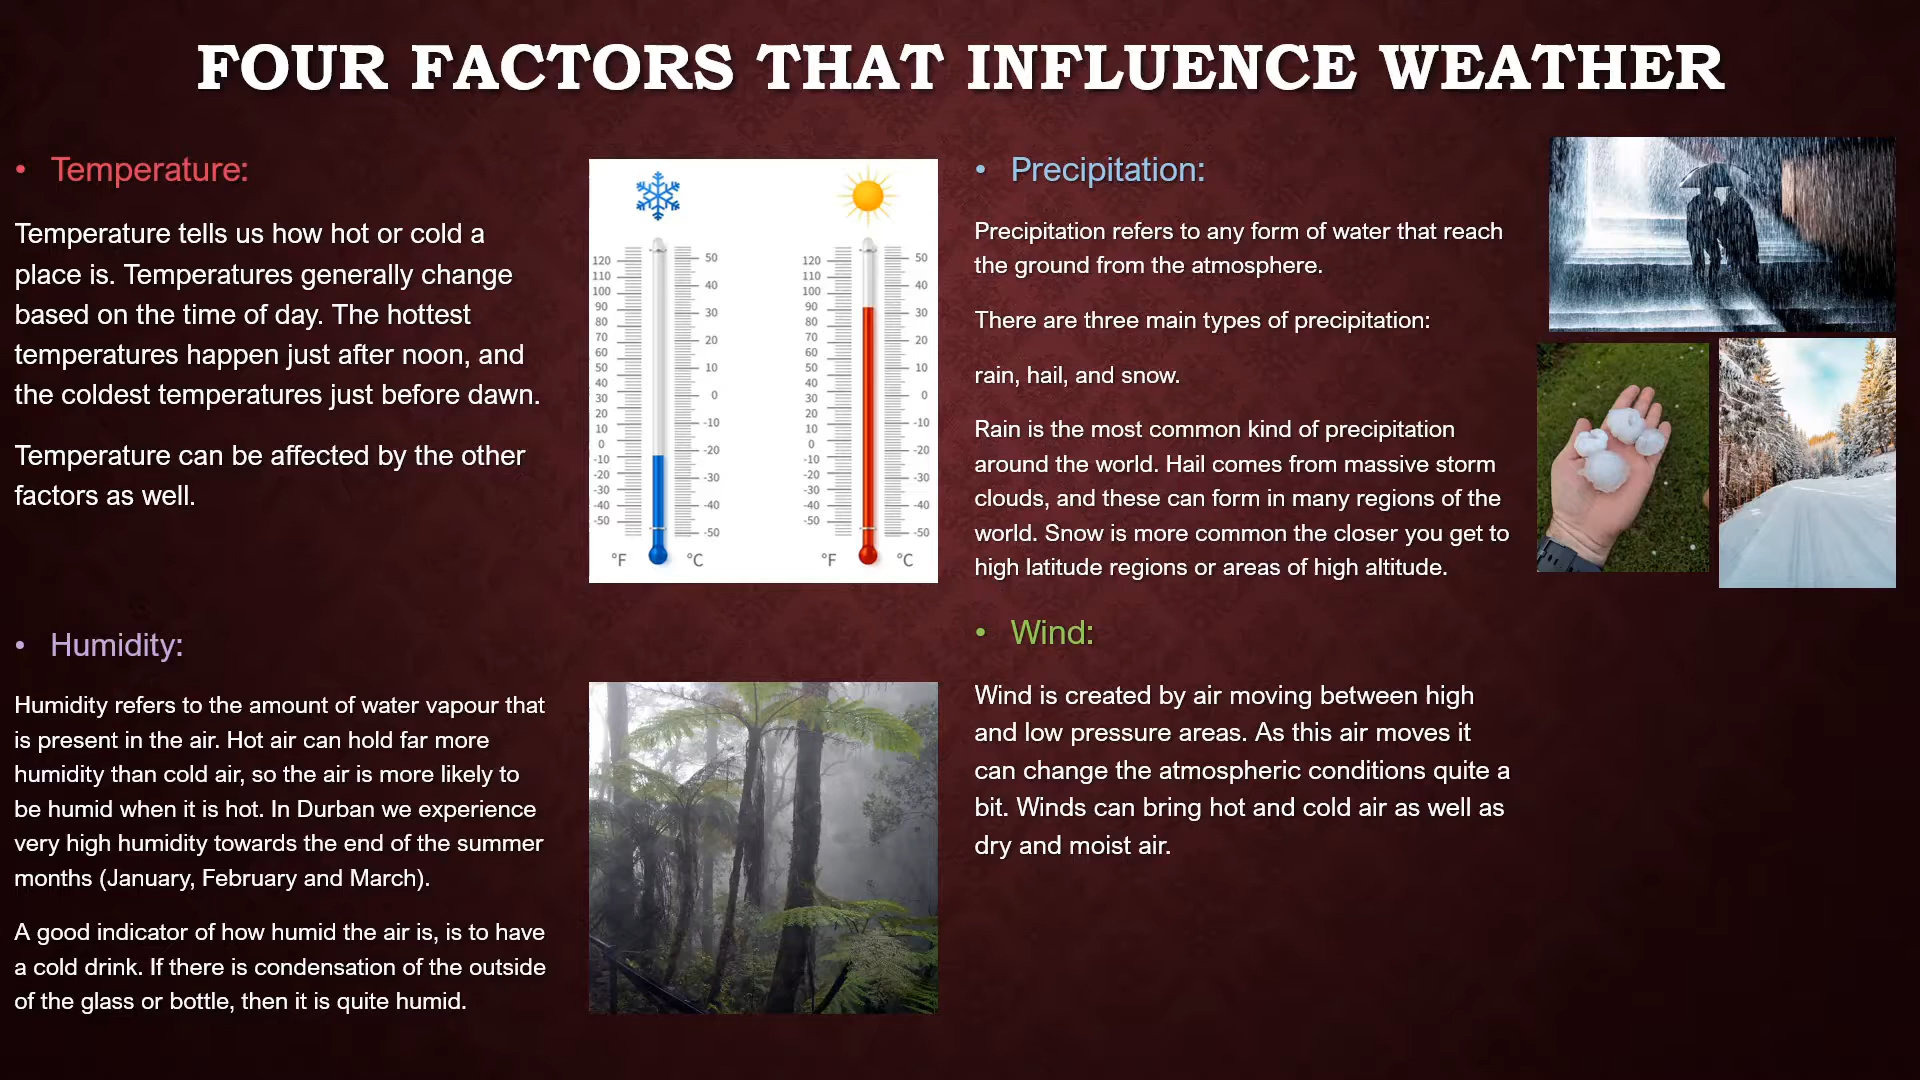 FOUR FACTORS THAT INFLUENCE WEATHER
• Temperature:
Temperature tells us how hot or cold a
place is. Temperatures generally change
based on the time of day. The hottest
temperatures happen just after noon, and
the coldest temperatures just before dawn.
Temperature can be affected by the other
factors as well.
120 50
110
100 40
90
80 30
70
60 20
50
40 10
30 0
20
10 -10
0
-10 -20
-20
-30 -30
-40 -40
-50
-50
°F °C
120 50
110
100 40
90
80 30
70
60 20
50
40 10
30 0
20
10 -10
0
-10 -20
-20
-30 -30
-40 -40
-50
-50
°F °C
• Humidity:
Humidity refers to the amount of water vapour that
is present in the air. Hot air can hold far more
humidity than cold air, so the air is more likely to
be humid when it is hot. In Durban we experience
very high humidity towards the end of the summer
months (January, February and March).
A good indicator of how humid the air is, is to have
a cold drink. If there is condensation of the outside
of the glass or bottle, then it is quite humid.
• Precipitation:
Precipitation refers to any form of water that reach
the ground from the atmosphere.
There are three main types of precipitation:
rain, hail, and snow.
Rain is the most common kind of precipitation
around the world. Hail comes from massive storm
clouds, and these can form in many regions of the
world. Snow is more common the closer you get to
high latitude regions or areas of high altitude.
• Wind:
Wind is created by air moving between high
and low pressure areas. As this air moves it
can change the atmospheric conditions quite a
bit. Winds can bring hot and cold air as well as
dry and moist air.